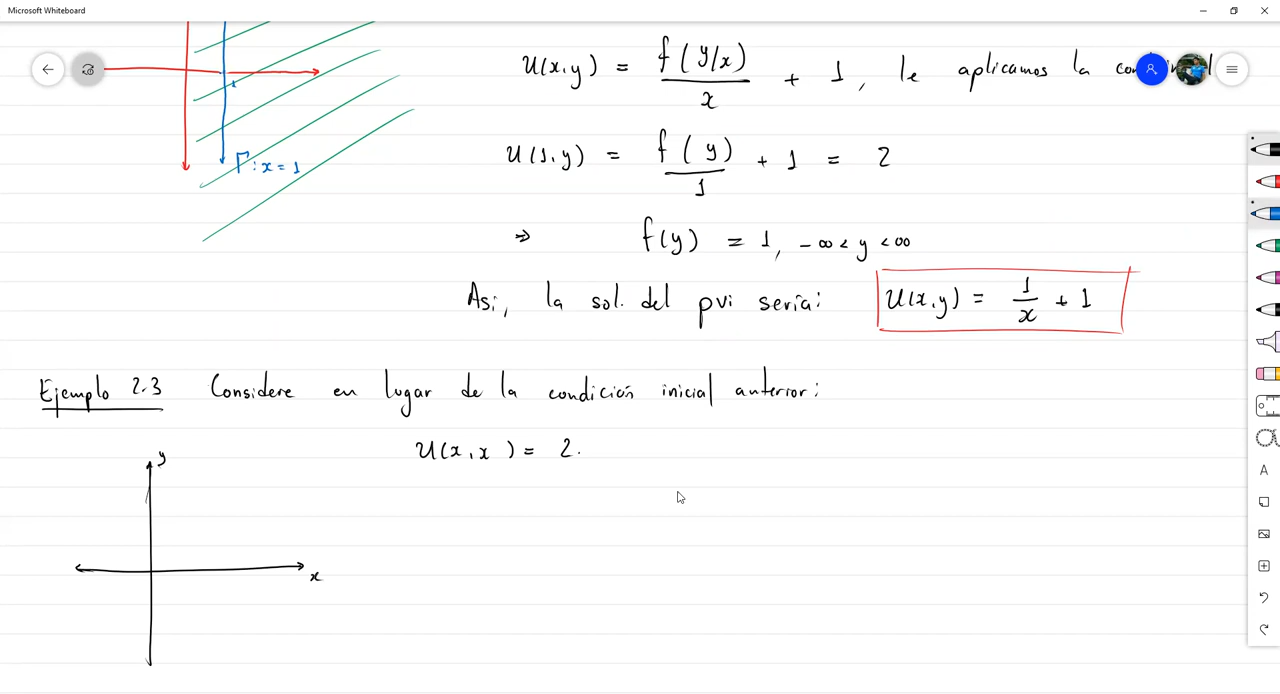 Microsoft Whiteboard
U(x,y) = f(y/x)/x + 1, le aplicamos la
U(1,y) = f(y)/1 + 1 = 2
Γ: x = 1
⇒ f(y) = 1, -∞ < y < ∞
Asi, la sol. del pvi sería: U(x,y) = 1/x + 1
Ejemplo 2.3 Considere en lugar de la condición inicial anterior:
U(x,x) = 2.
y
x
A